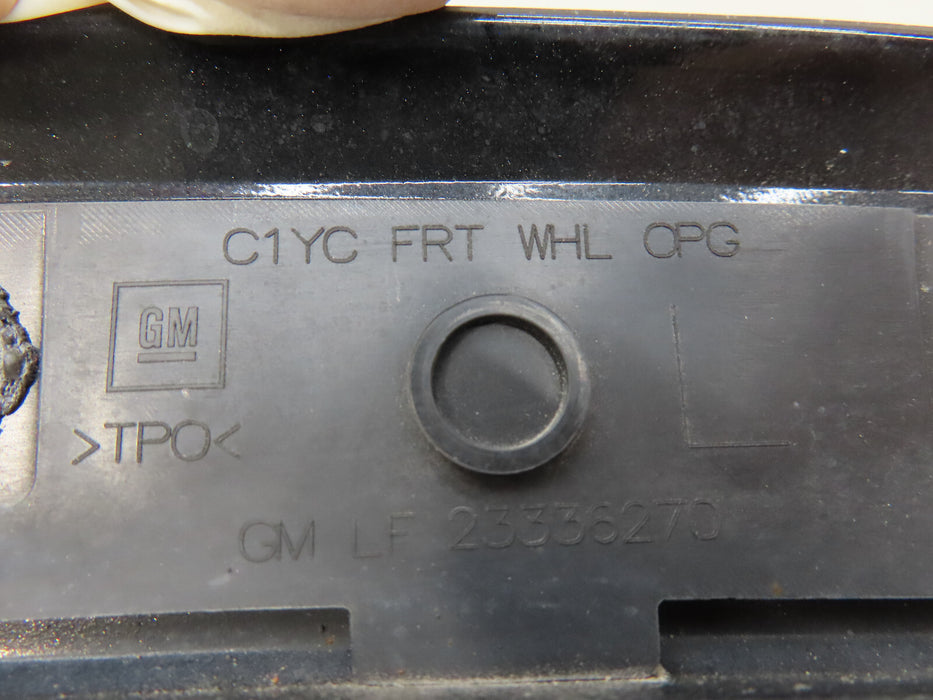 C1YC FRT WHL OPG
GM
>TPO<
L
GM LF 23336270